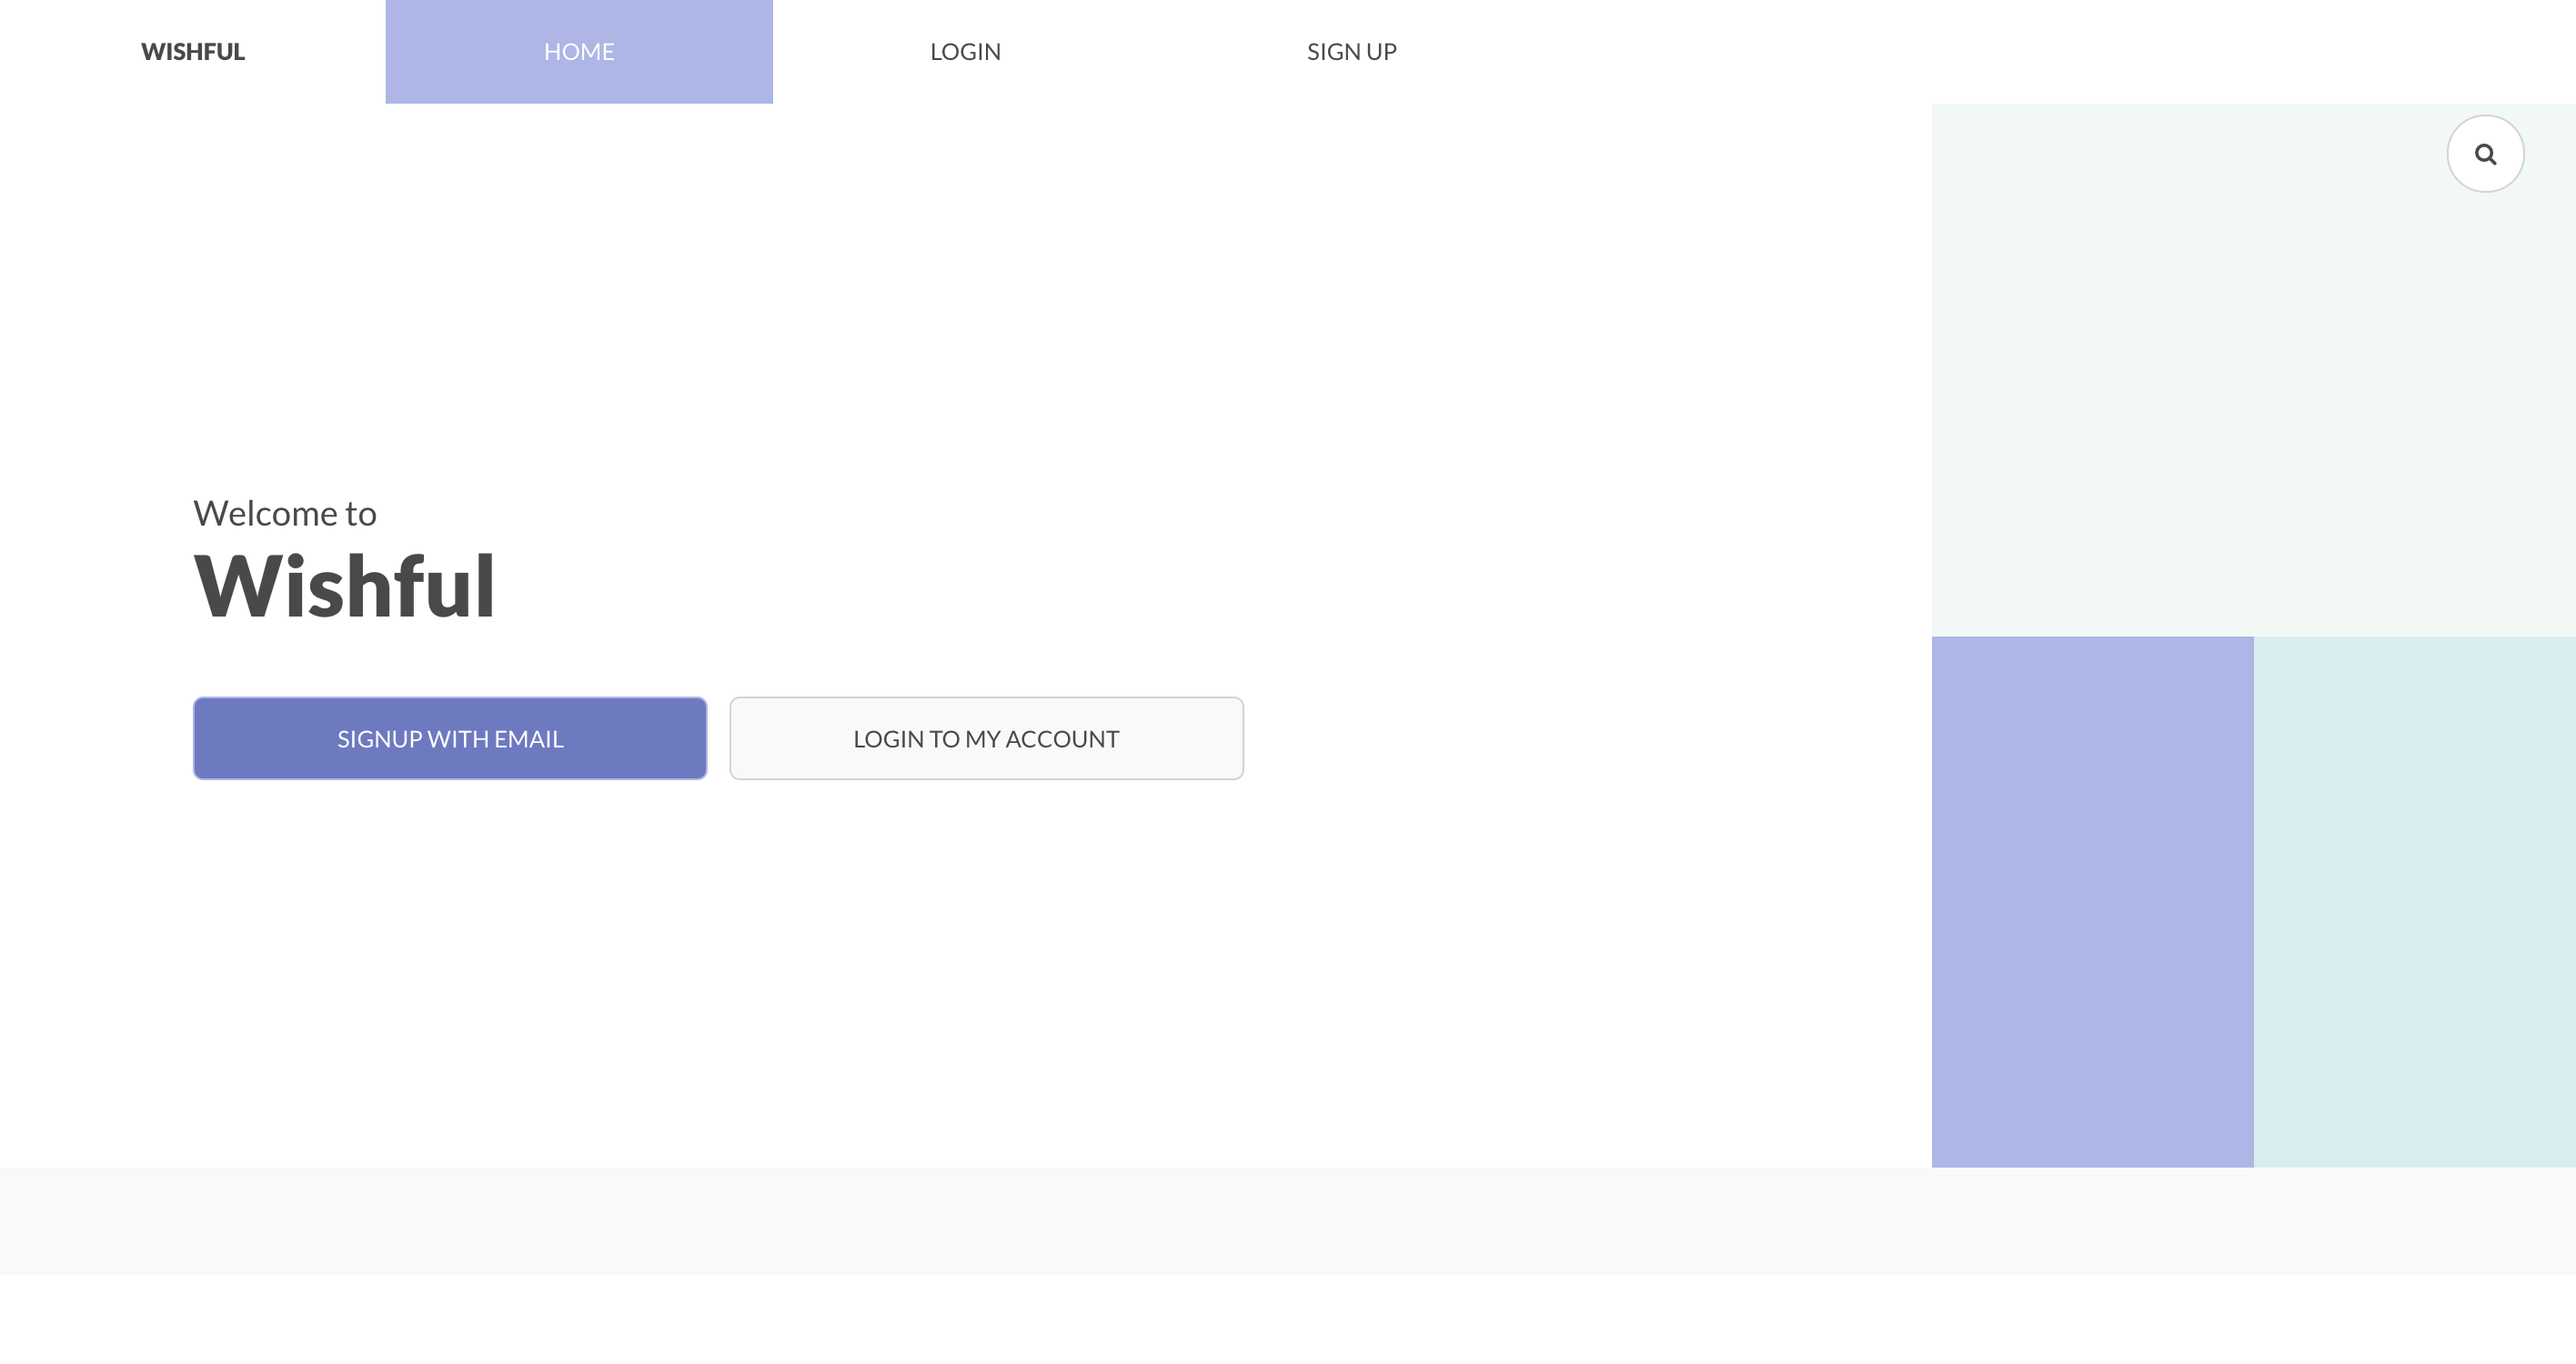 WISHFUL
HOME
LOGIN
SIGN UP
Welcome to
Wishful
SIGNUP WITH EMAIL
LOGIN TO MY ACCOUNT